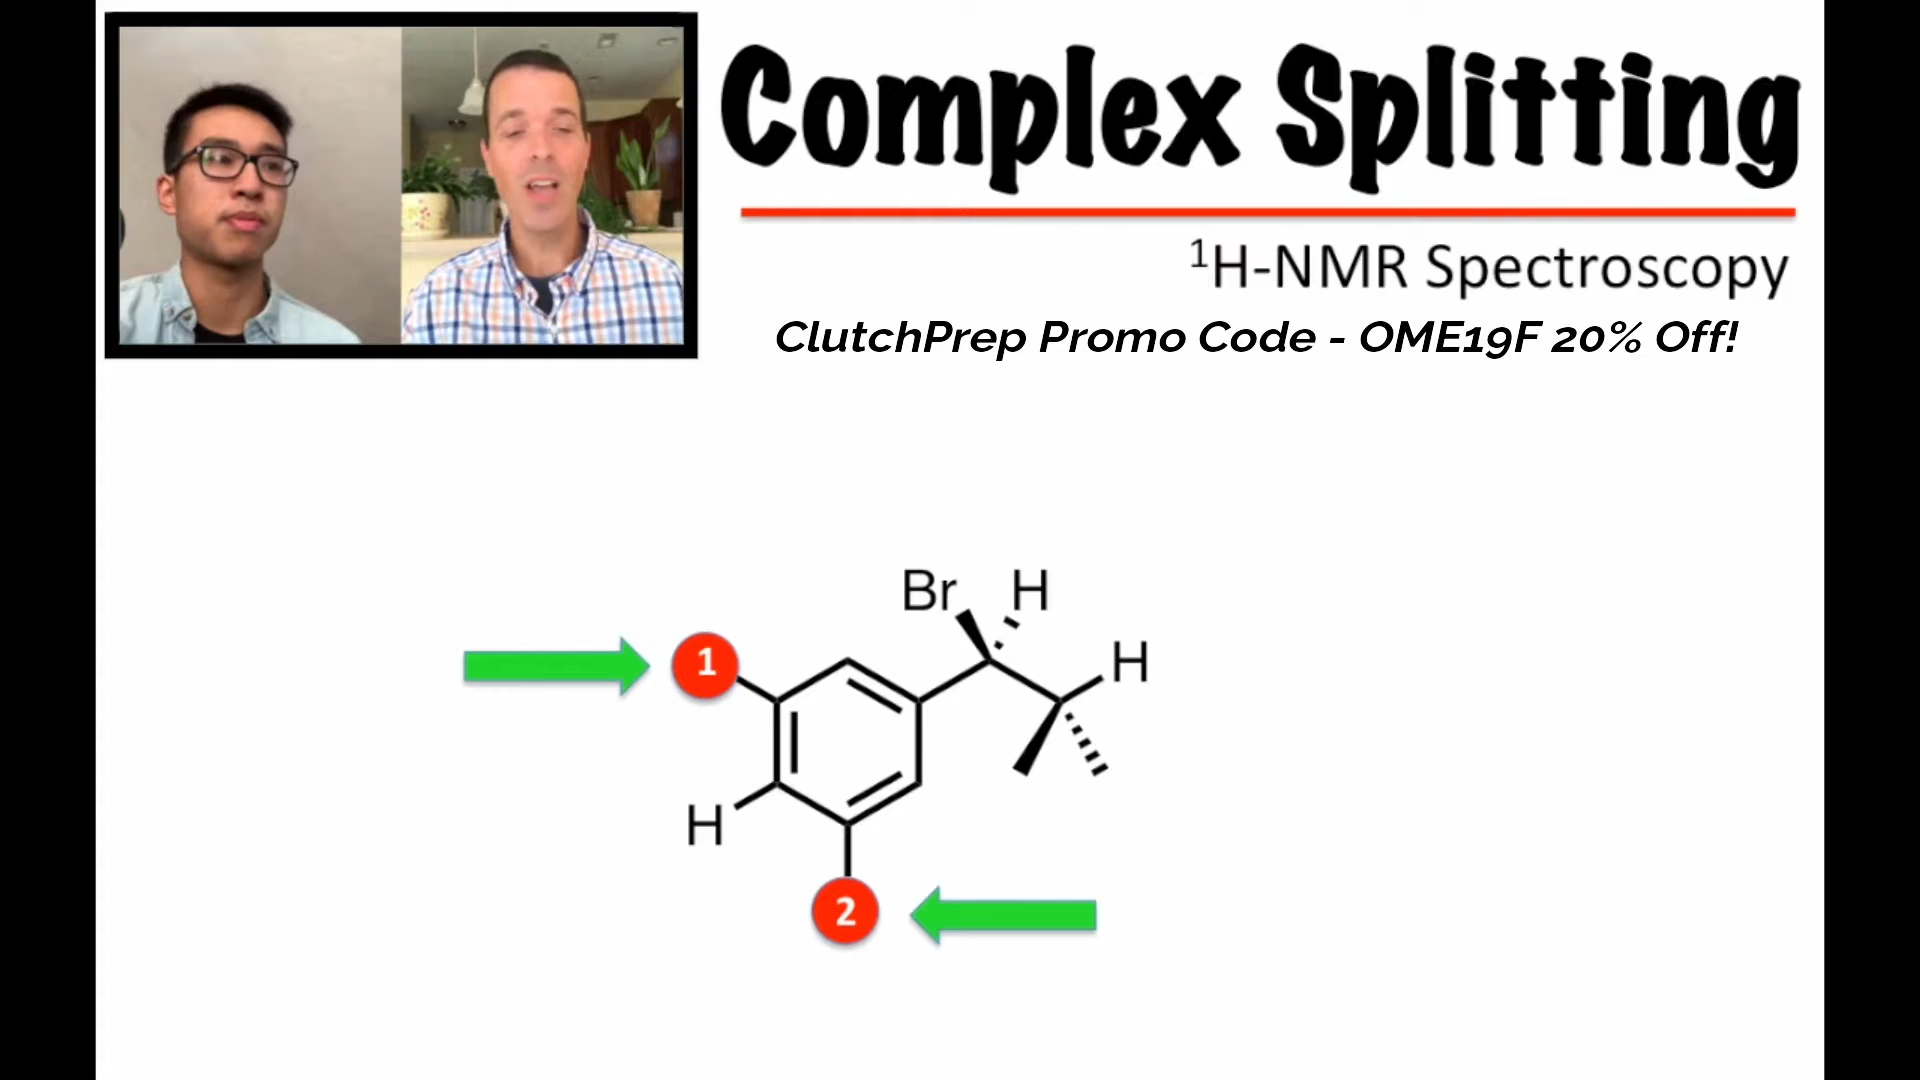 Complex Splitting
¹H-NMR Spectroscopy
ClutchPrep Promo Code - OME19F 20% Off!
Br H
1
H
H
2